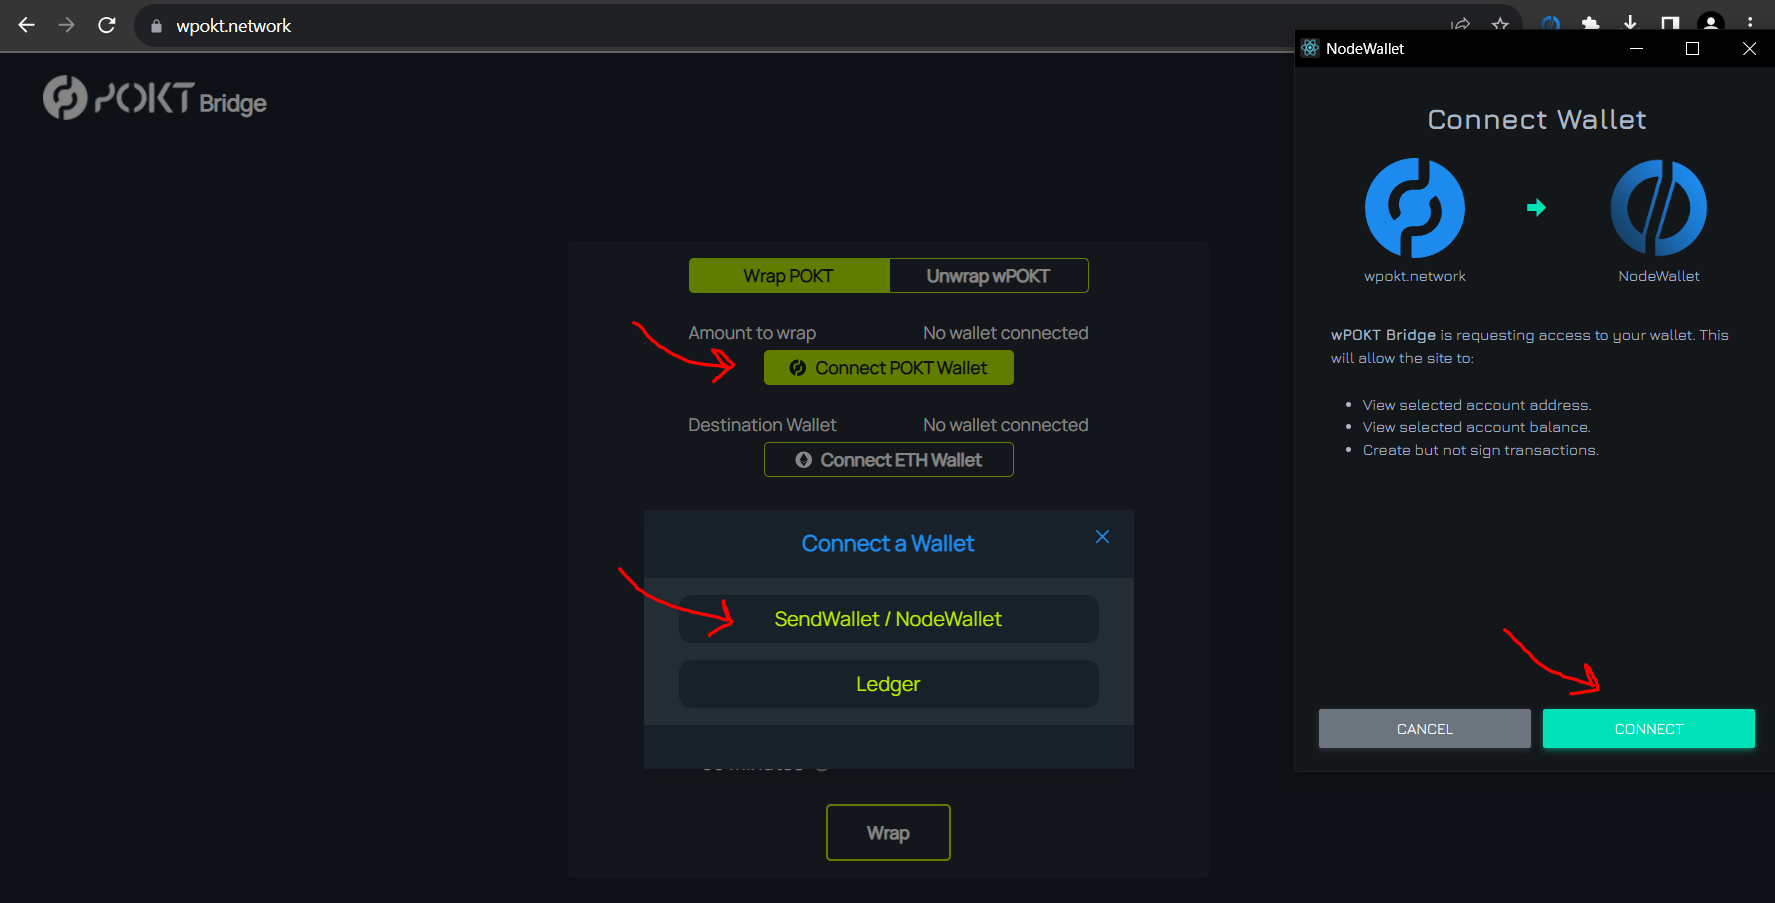 wpokt.network
NodeWallet
POKT Bridge
Connect Wallet
wpokt.network
NodeWallet
wPOKT Bridge is requesting access to your wallet. This
will allow the site to:
• View selected account address.
• View selected account balance.
• Create but not sign transactions.
CANCEL
CONNECT
Wrap POKT
Unwrap wPOKT
Amount to wrap
No wallet connected
Connect POKT Wallet
Destination Wallet
No wallet connected
Connect ETH Wallet
Connect a Wallet
SendWallet / NodeWallet
Ledger
Wrap